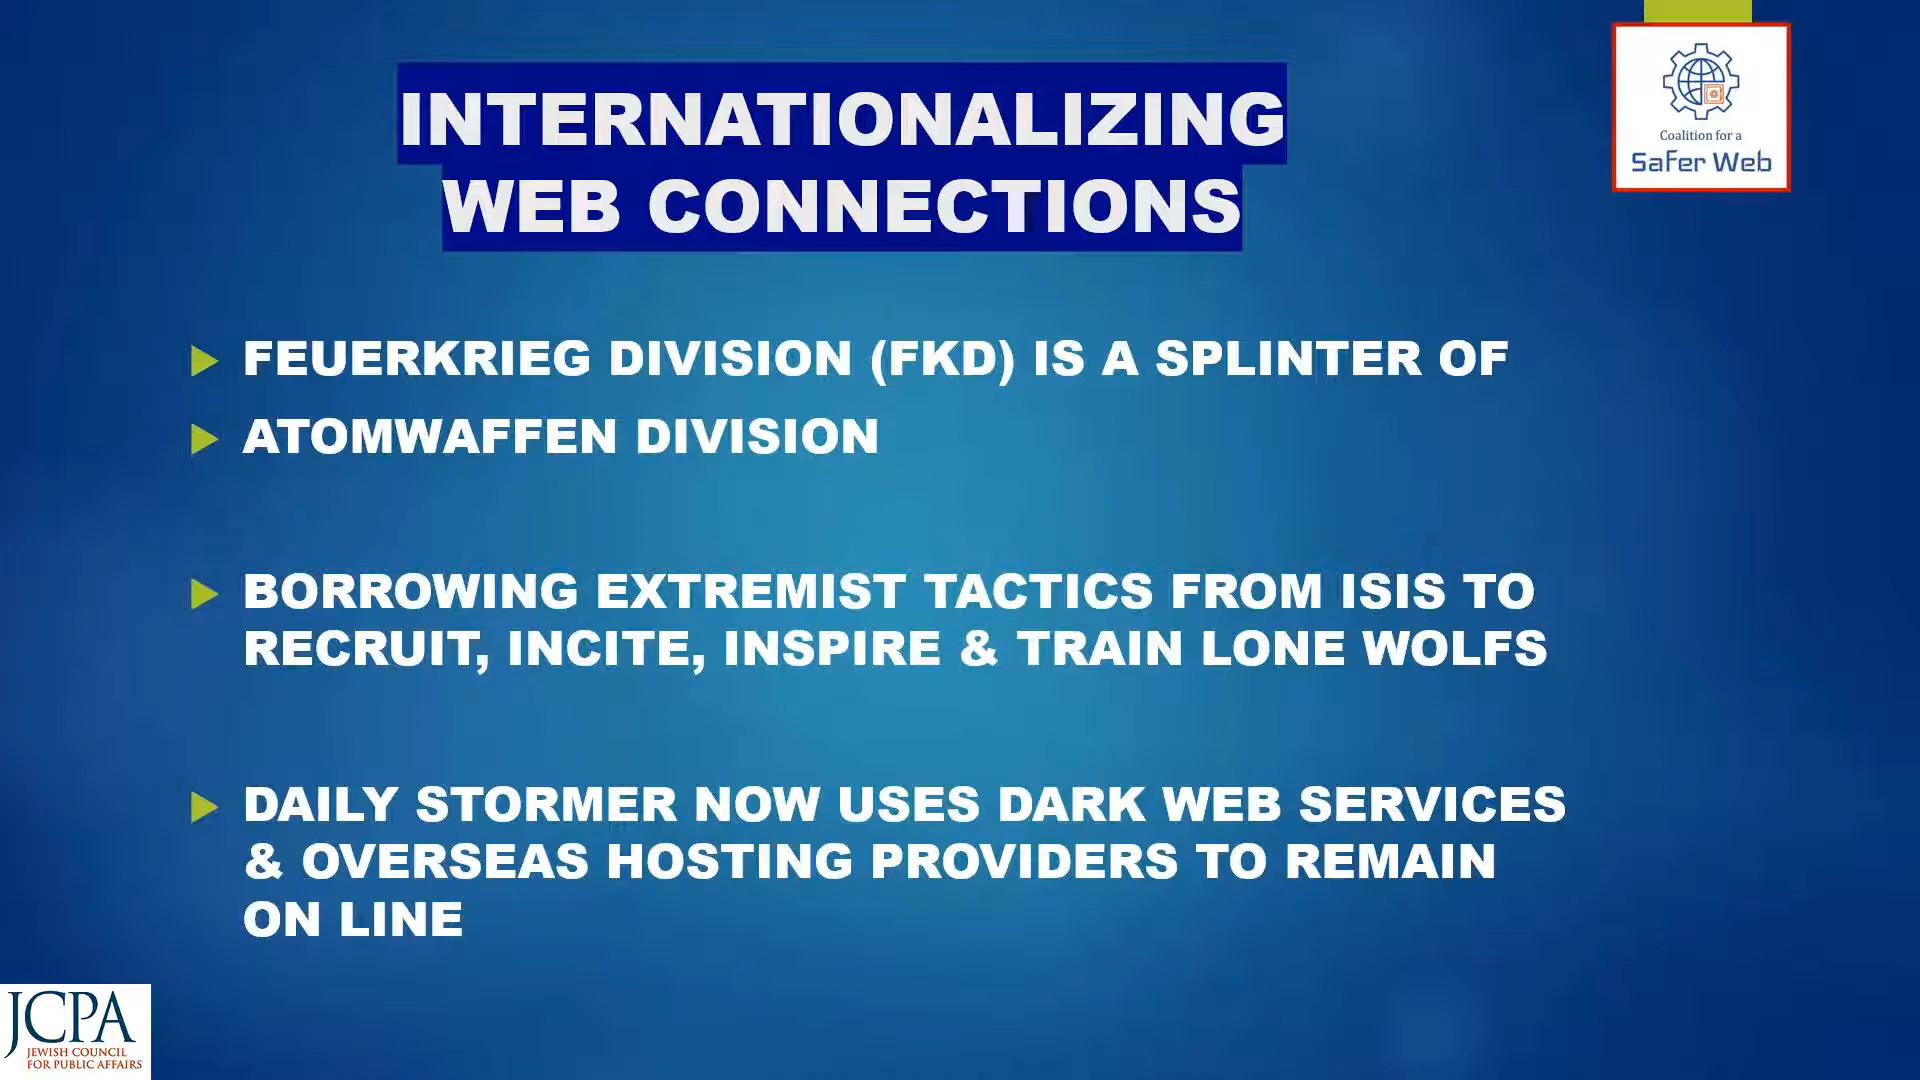 INTERNATIONALIZING
WEB CONNECTIONS
Coalition for a
Safer Web
FEUERKRIEG DIVISION (FKD) IS A SPLINTER OF
ATOMWAFFEN DIVISION
BORROWING EXTREMIST TACTICS FROM ISIS TO
RECRUIT, INCITE, INSPIRE & TRAIN LONE WOLFS
DAILY STORMER NOW USES DARK WEB SERVICES
& OVERSEAS HOSTING PROVIDERS TO REMAIN
ON LINE
JCPA
JEWISH COUNCIL
FOR PUBLIC AFFAIRS